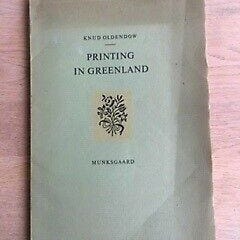 KNUD OLDENDOW
PRINTING
IN GREENLAND
MUNKSGAARD